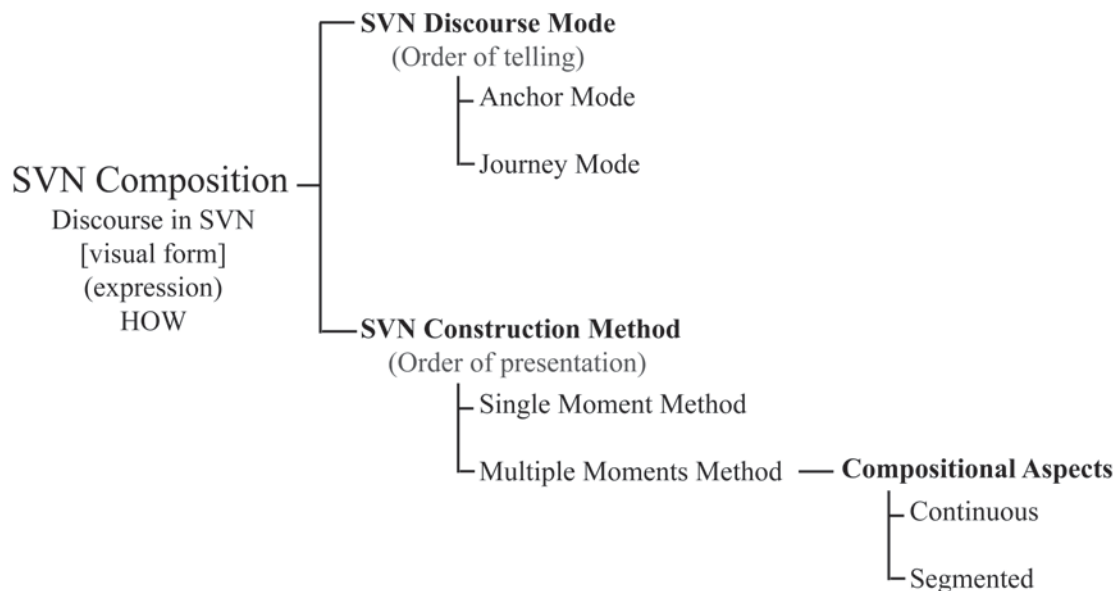 SVN Discourse Mode
(Order of telling)
Anchor Mode
Journey Mode
SVN Composition
Discourse in SVN
[visual form]
(expression)
HOW
SVN Construction Method
(Order of presentation)
Single Moment Method
Multiple Moments Method
Compositional Aspects
Continuous
Segmented